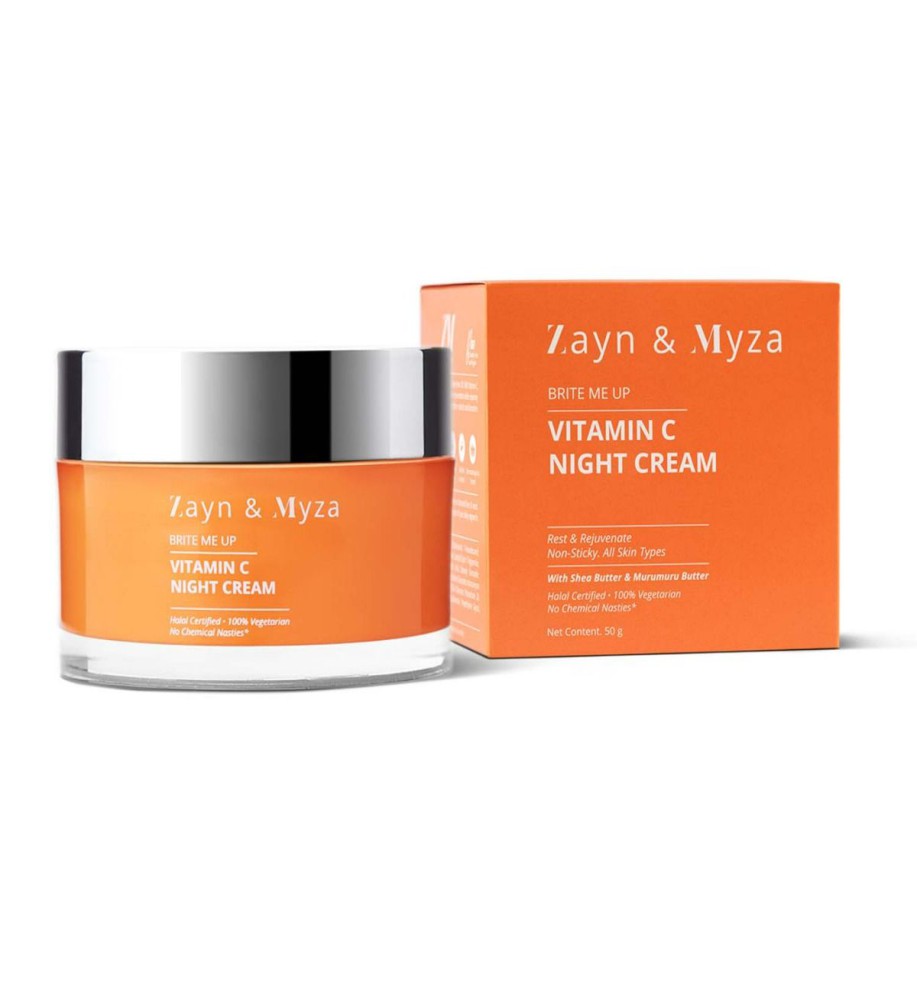 Zayn & Myza
BRITE ME UP
VITAMIN C
NIGHT CREAM
Halal Certified • 100% Vegetarian
No Chemical Nasties*
Zayn & Myza
BRITE ME UP
VITAMIN C
NIGHT CREAM
Rest & Rejuvenate
Non-Sticky. All Skin Types
With Shea Butter & Murumuru Butter
Halal Certified • 100% Vegetarian
No Chemical Nasties*
Net Content. 50 g